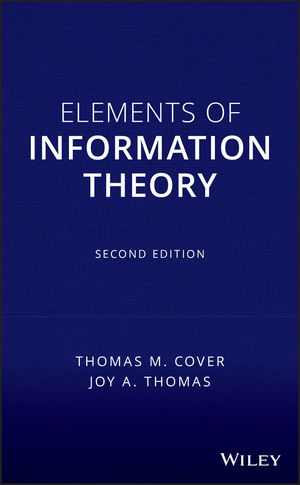 ELEMENTS OF
INFORMATION
THEORY
SECOND EDITION
THOMAS M. COVER
JOY A. THOMAS
WILEY